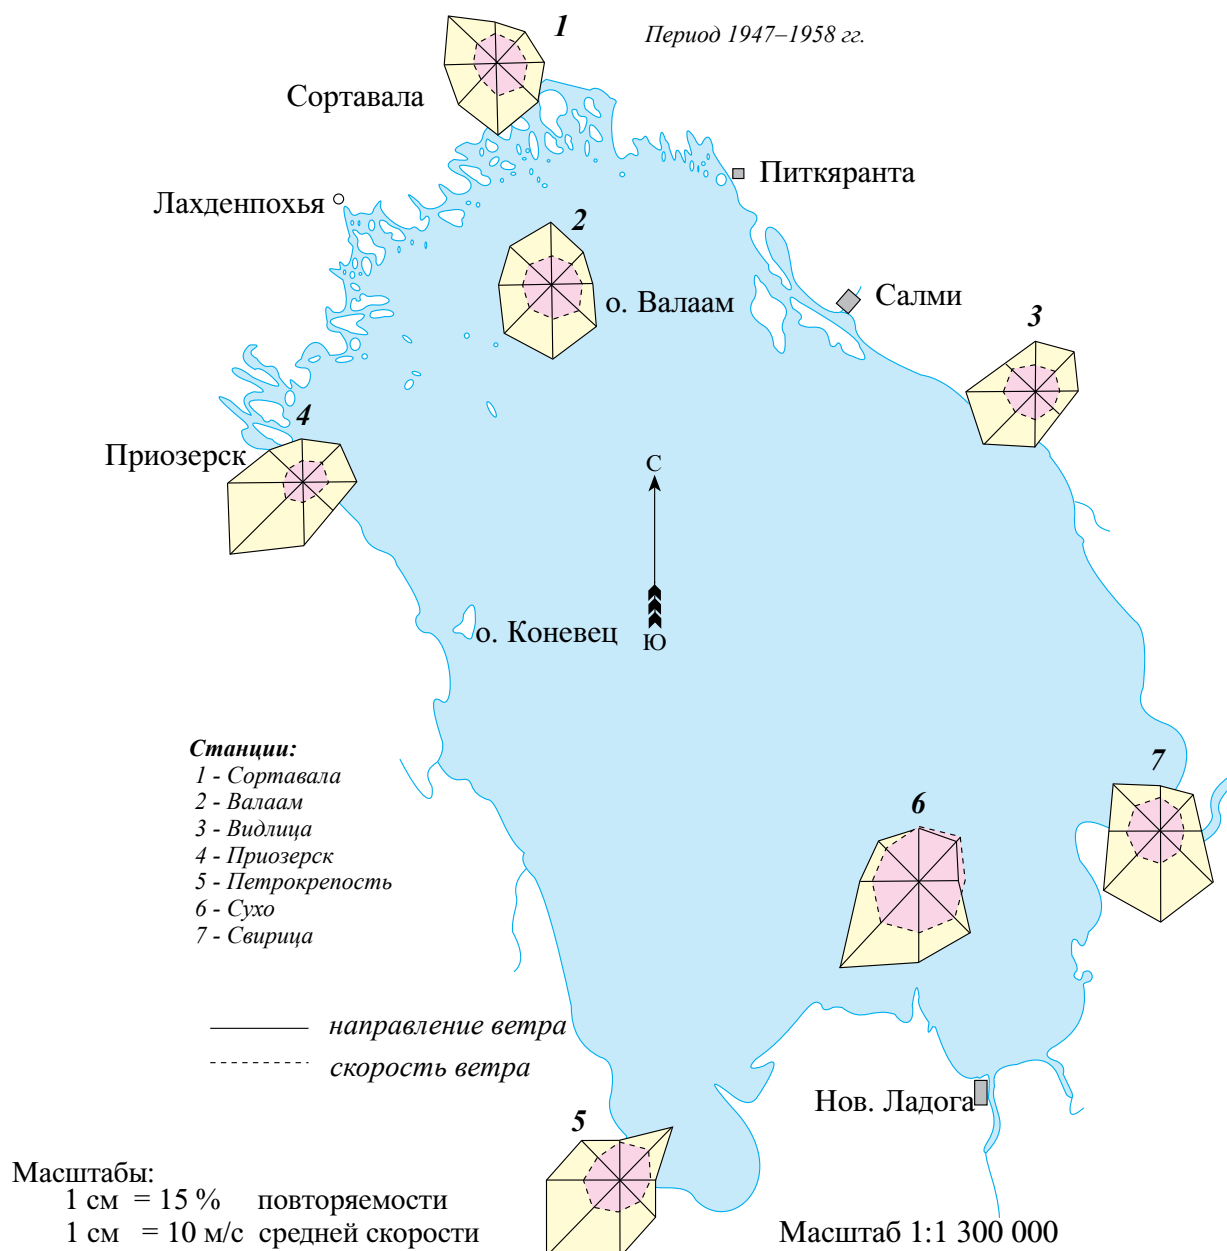 1
Период 1947–1958 гг.
Сортавала
Питкяранта
Лахденпохья
2
о. Валаам
Салми
3
4
Приозерск
С
Ю
о. Коневец
Станции:
1 - Сортавала
2 - Валаам
3 - Видлица
4 - Приозерск
5 - Петрокрепость
6 - Сухо
7 - Свирица
7
6
направление ветра
скорость ветра
Нов. Ладога
5
Масштабы:
1 см = 15 % повторяемости
1 см = 10 м/с средней скорости
Масштаб 1:1 300 000